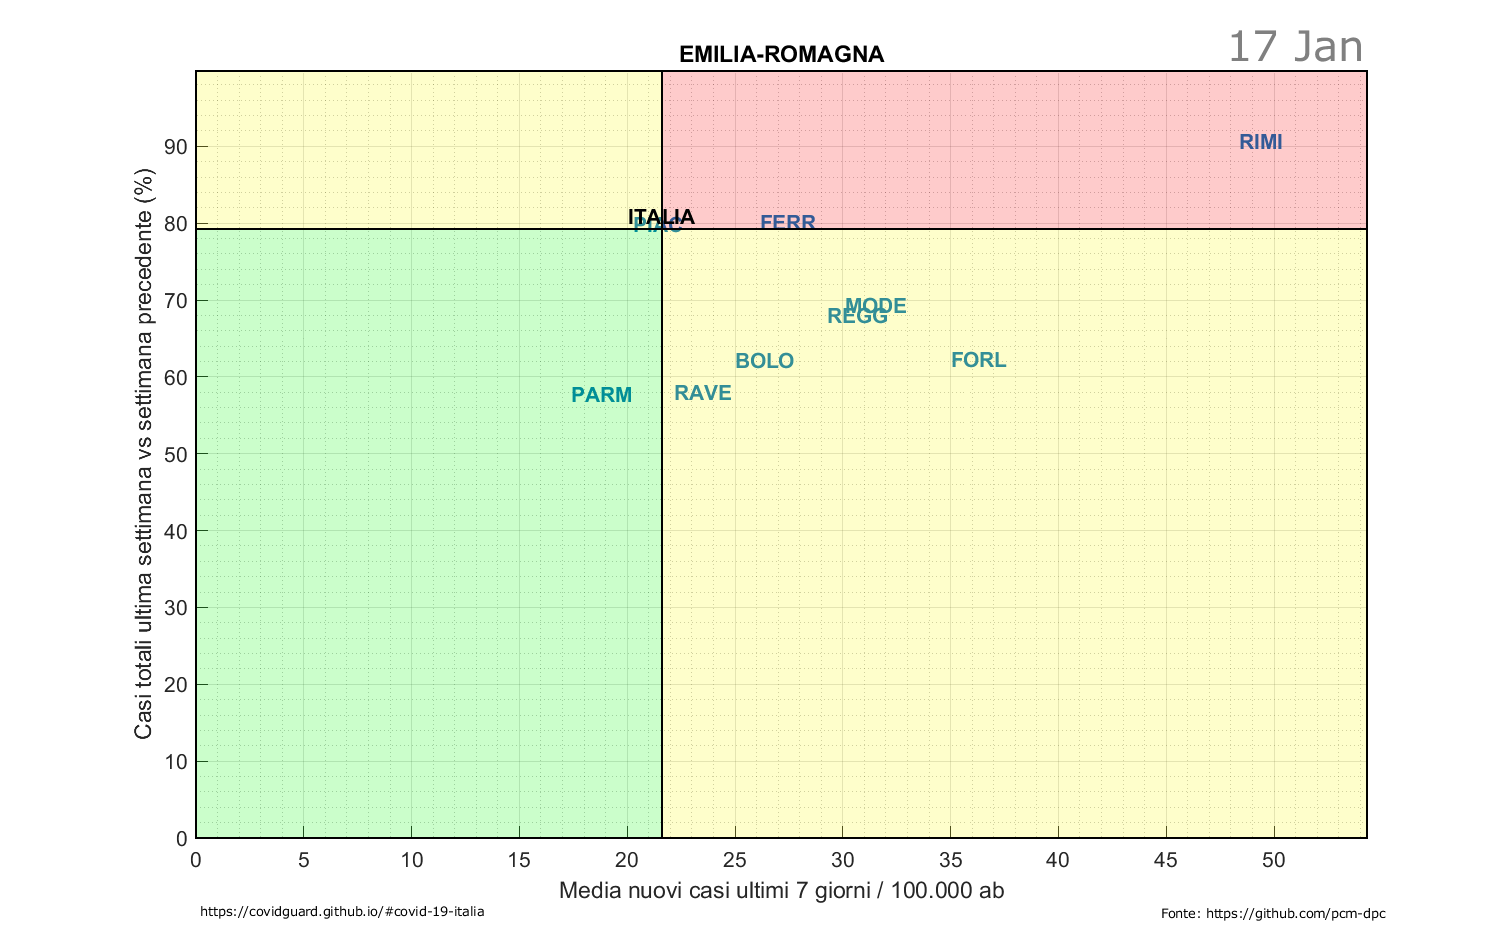 17 Jan
EMILIA-ROMAGNA
Casi totali ultima settimana vs settimana precedente (%)
90
80
70
60
50
40
30
20
10
0
RIMI
ITALIA
PIAC
FERR
MODE
REGG
BOLO
FORL
PARM
RAVE
0 5 10 15 20 25 30 35 40 45 50
Media nuovi casi ultimi 7 giorni / 100.000 ab
https://covidguard.github.io/#covid-19-italia
Fonte: https://github.com/pcm-dpc